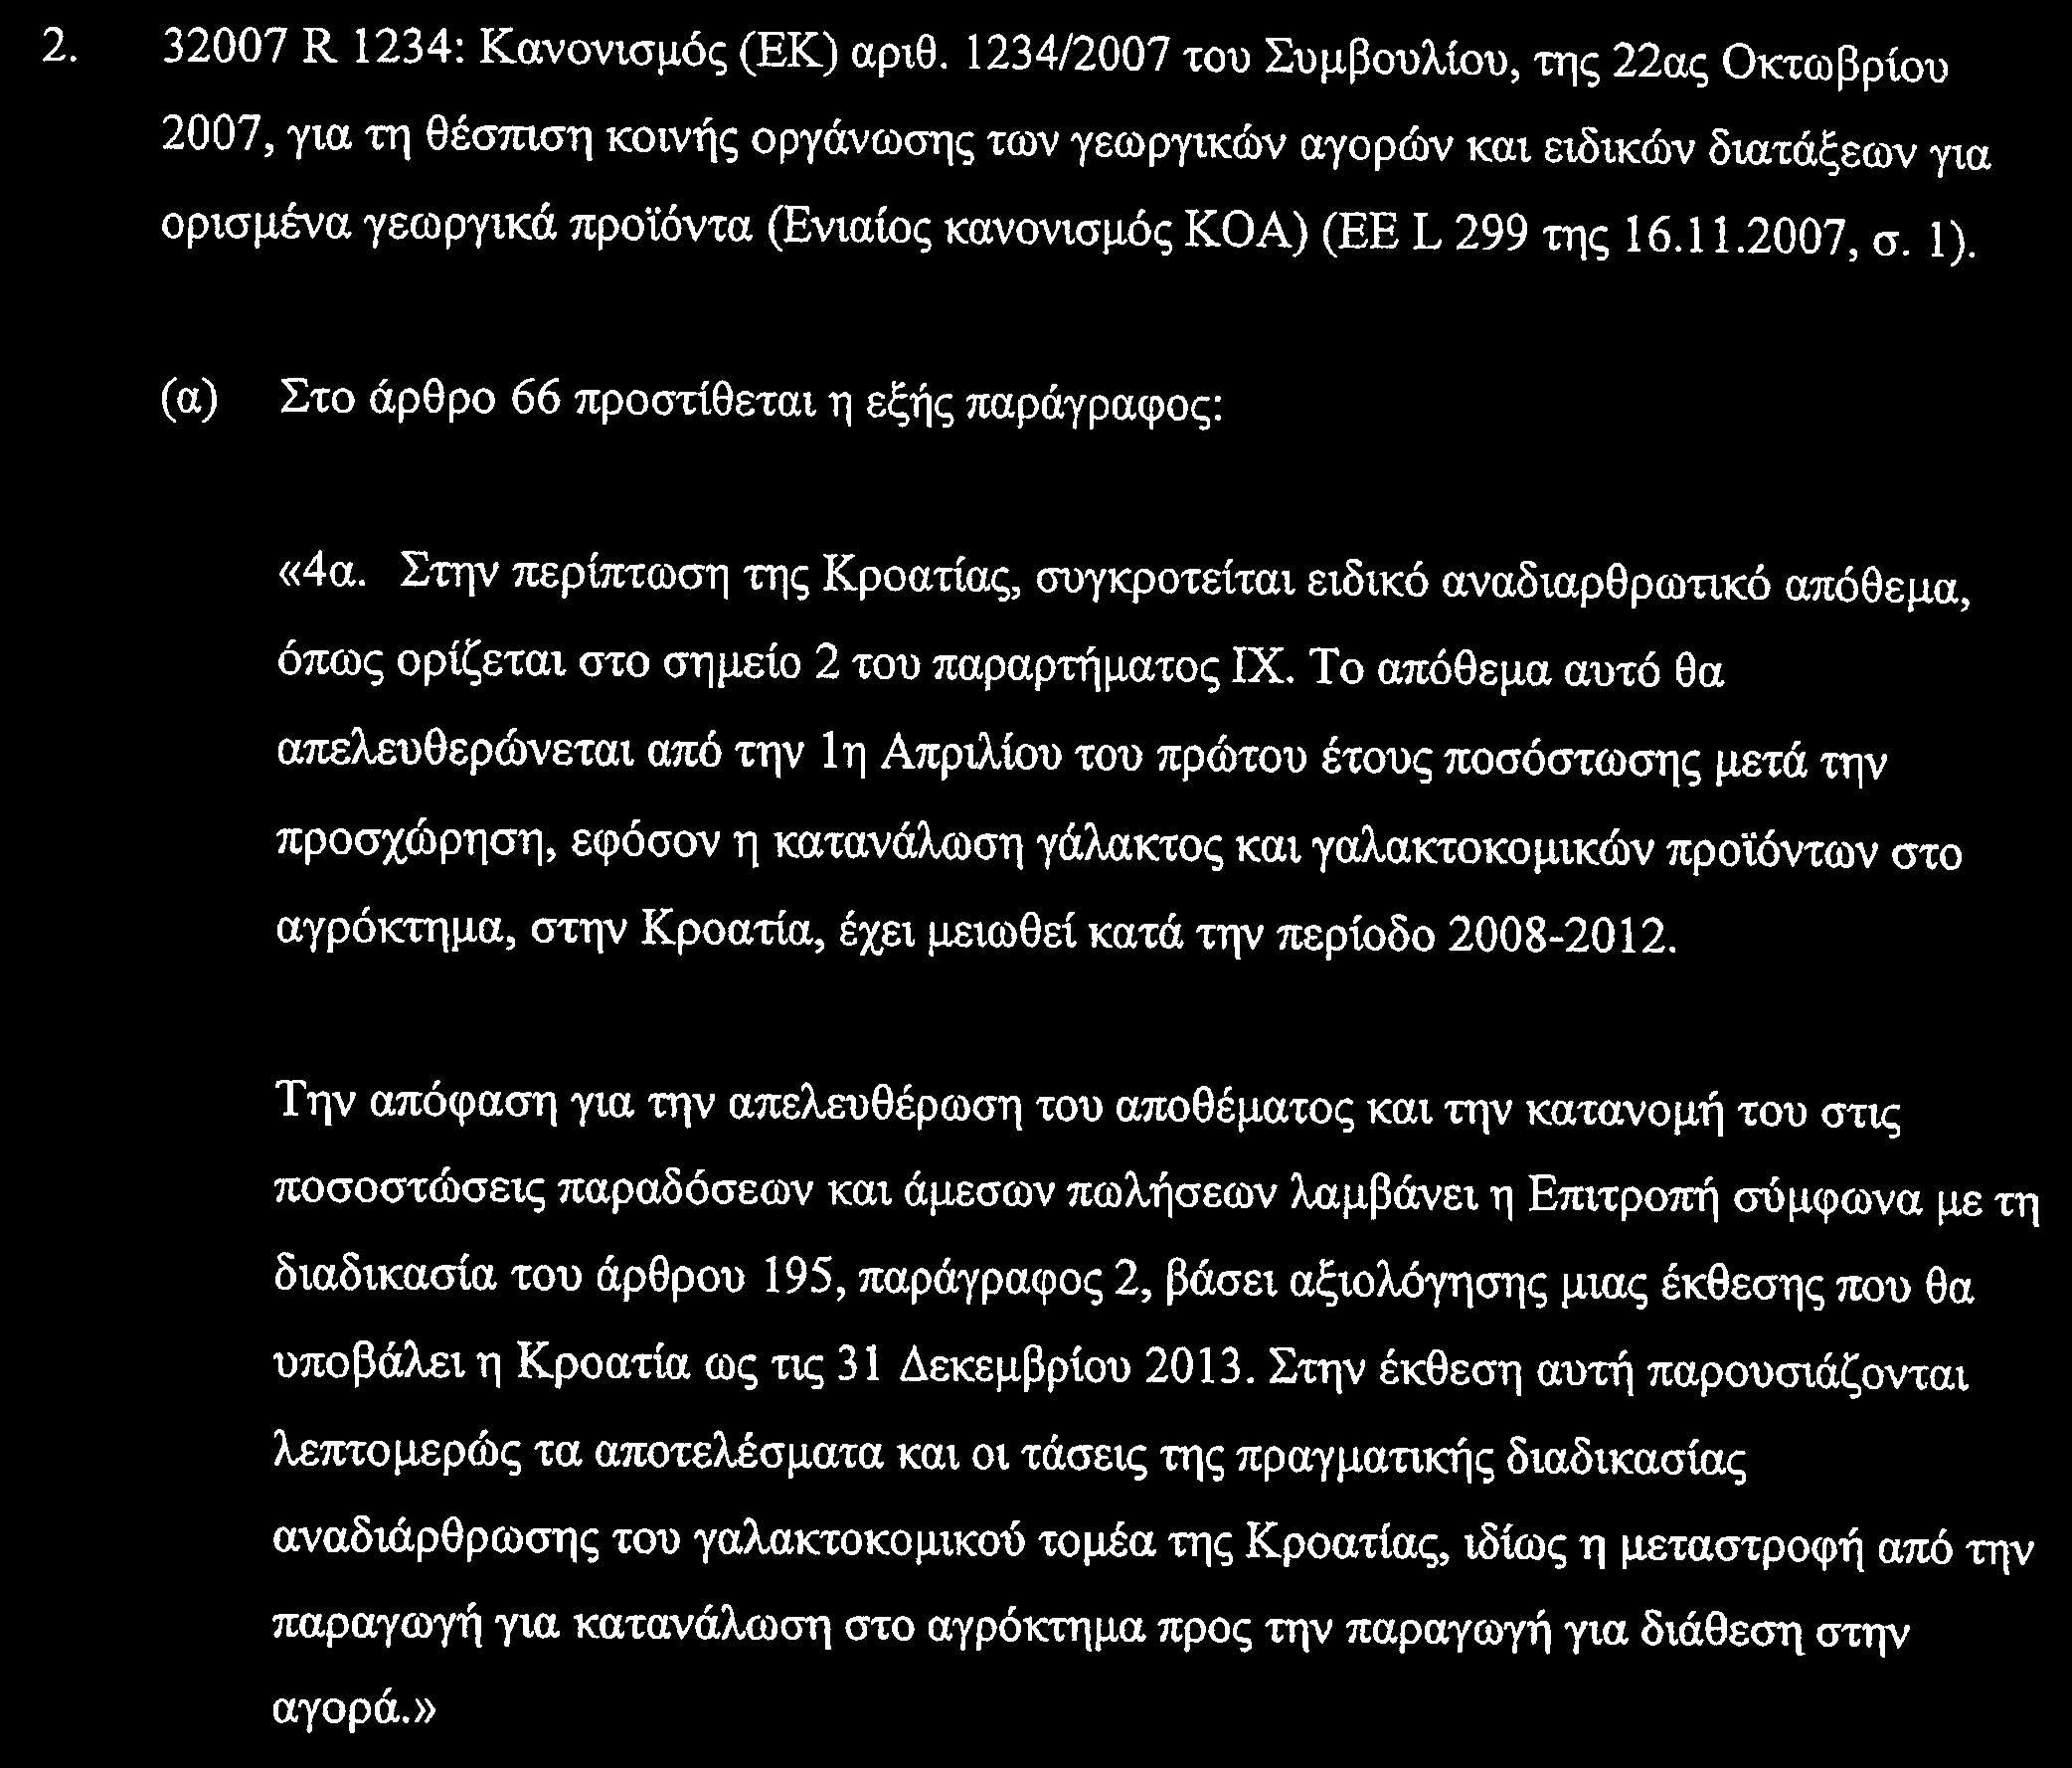 2. 32007 R 1234: Κανονισμός (ΕΚ) αριθ. 1234/2007 του Συμβουλίου, της 22ας Οκτωβρίου
2007, για τη θέσπιση κοινής οργάνωσης των γεωργικών αγορών και ειδικών διατάξεων για
ορισμένα γεωργικά προϊόντα (Ενιαίος κανονισμός ΚΟΑ) (ΕΕ L 299 της 16.11.2007, σ. 1).
(α) Στο άρθρο 66 προστίθεται η εξής παράγραφος:
«4α. Στην περίπτωση της Κροατίας, συγκροτείται ειδικό αναδιαρθρωτικό απόθεμα,
όπως ορίζεται στο σημείο 2 του παραρτήματος ΙΧ. Το απόθεμα αυτό θα
απελευθερώνεται από την 1η Απριλίου του πρώτου έτους ποσόστωσης μετά την
προσχώρηση, εφόσον η κατανάλωση γάλακτος και γαλακτοκομικών προϊόντων στο
αγρόκτημα, στην Κροατία, έχει μειωθεί κατά την περίοδο 2008-2012.
Την απόφαση για την απελευθέρωση του αποθέματος και την κατανομή του στις
ποσοστώσεις παραδόσεων και άμεσων πωλήσεων λαμβάνει η Επιτροπή σύμφωνα με τη
διαδικασία του άρθρου 195, παράγραφος 2, βάσει αξιολόγησης μιας έκθεσης που θα
υποβάλει η Κροατία ως τις 31 Δεκεμβρίου 2013. Στην έκθεση αυτή παρουσιάζονται
λεπτομερώς τα αποτελέσματα και οι τάσεις της πραγματικής διαδικασίας
αναδιάρθρωσης του γαλακτοκομικού τομέα της Κροατίας, ιδίως η μεταστροφή από την
παραγωγή για κατανάλωση στο αγρόκτημα προς την παραγωγή για διάθεση στην
αγορά.»